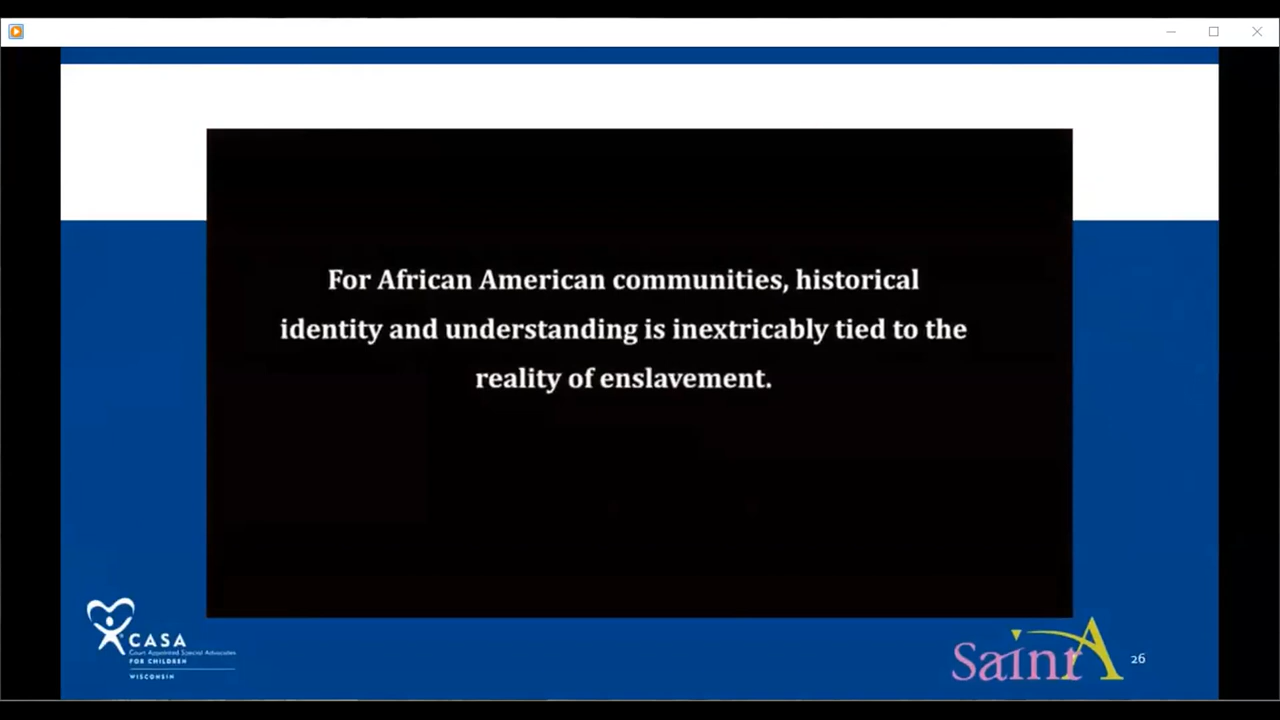 For African American communities, historical
identity and understanding is inextricably tied to the
reality of enslavement.
CASA
Court Appointed Special Advocates
FOR CHILDREN
WISCONSIN
SaintA
26